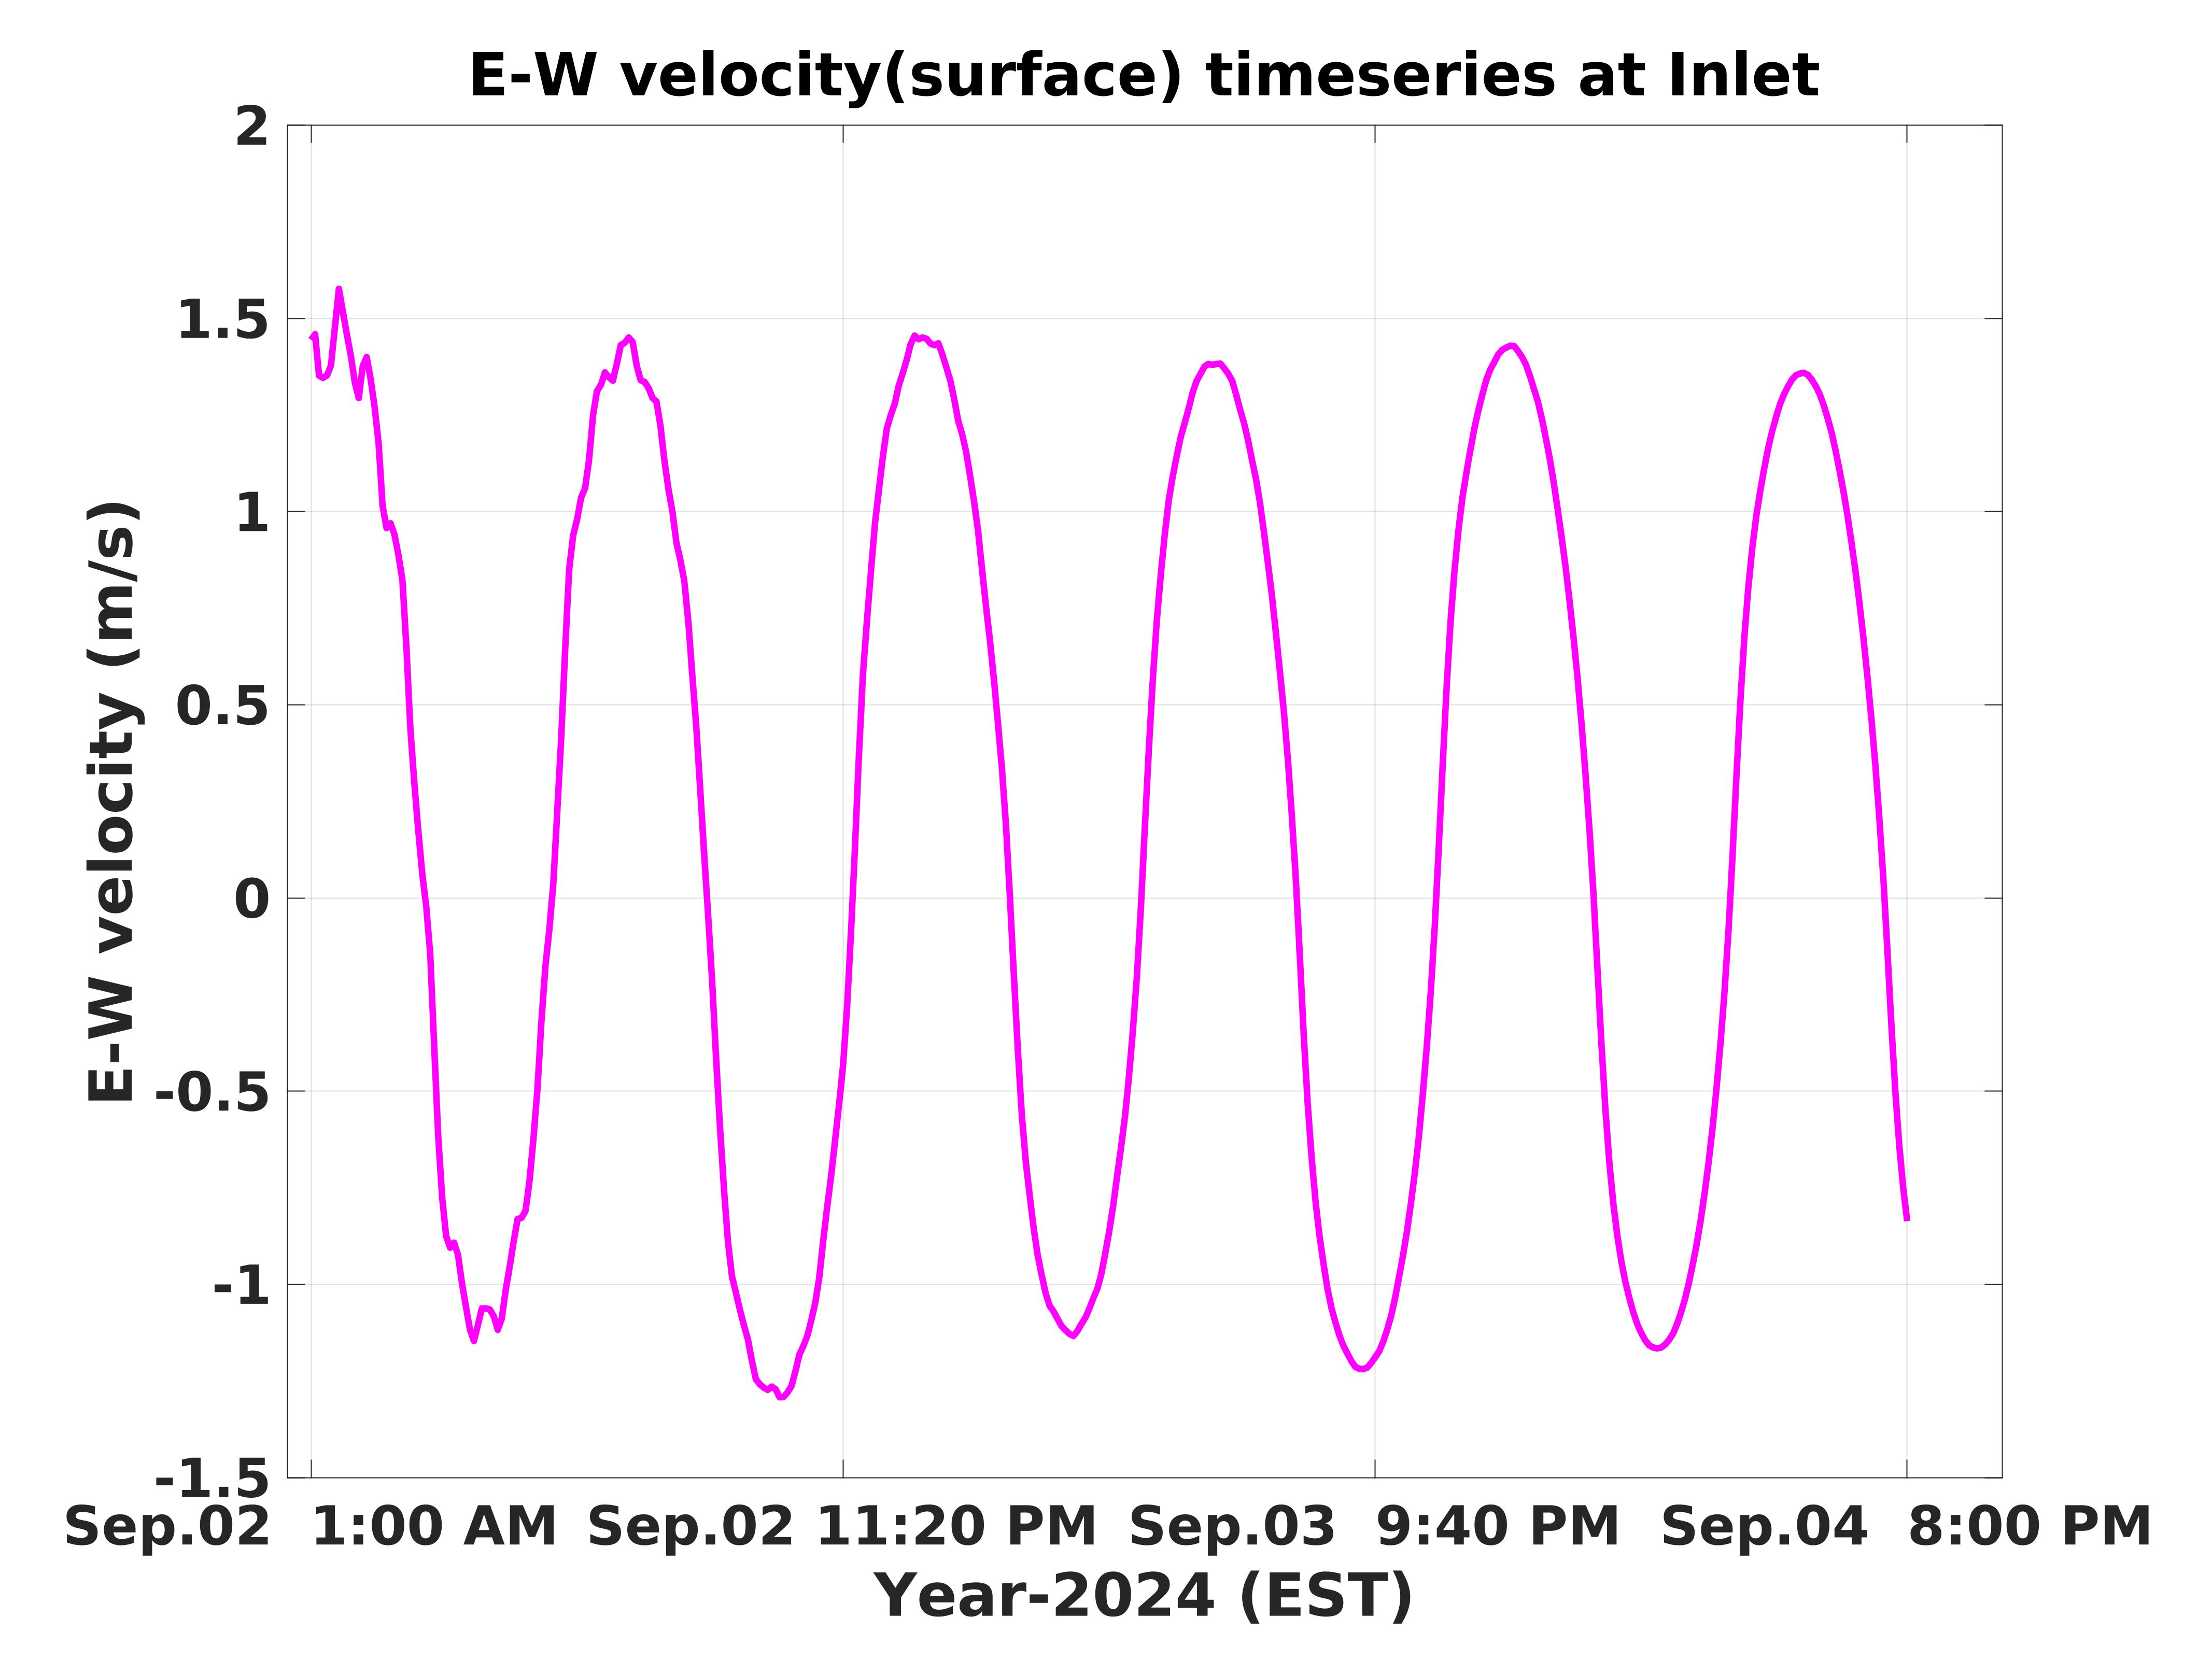 E-W velocity(surface) timeseries at Inlet
E-W velocity (m/s)
2
1.5
1
0.5
0
-0.5
-1
-1.5
Sep.02 1:00 AM Sep.02 11:20 PM Sep.03 9:40 PM Sep.04 8:00 PM
Year-2024 (EST)